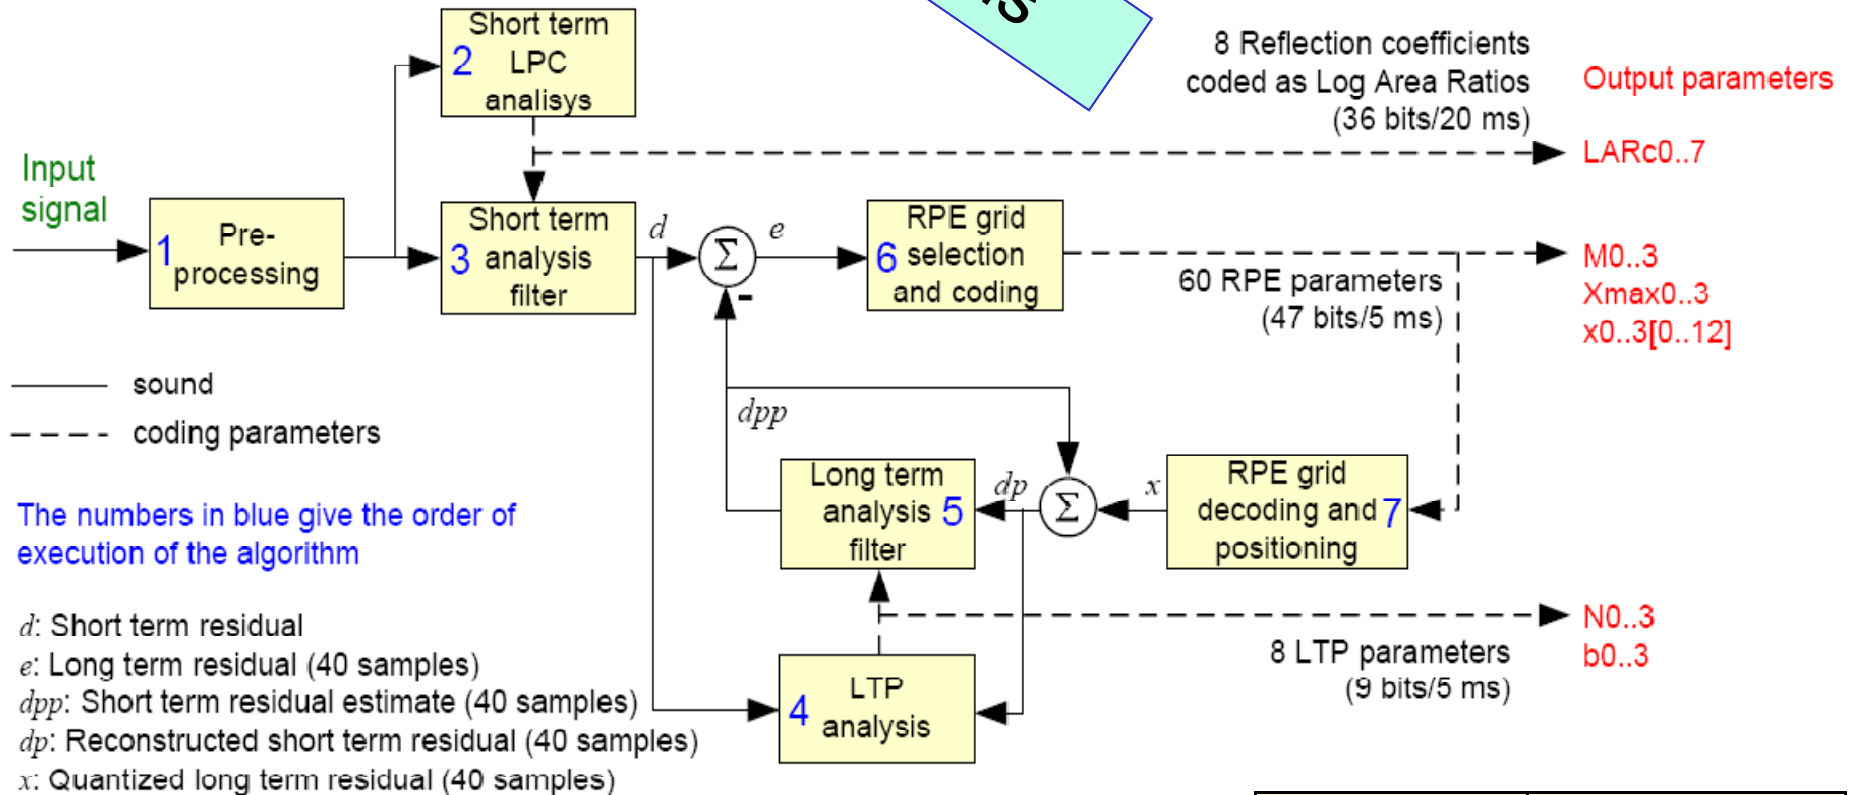 Short term
2 LPC
analisys
8 Reflection coefficients
coded as Log Area Ratios
(36 bits/20 ms)
Output parameters
LARc0..7
Input
signal
1 Pre-
processing
Short term
3 analysis
filter
d
Σ
-
e
RPE grid
6 selection
and coding
60 RPE parameters
(47 bits/5 ms)
M0..3
Xmax0..3
x0..3[0..12]
sound
coding parameters
dpp
Long term
analysis 5
filter
dp
Σ
x
RPE grid
decoding and 7
positioning
The numbers in blue give the order of
execution of the algorithm
N0..3
b0..3
8 LTP parameters
(9 bits/5 ms)
4 LTP
analysis
d: Short term residual
e: Long term residual (40 samples)
dpp: Short term residual estimate (40 samples)
dp: Reconstructed short term residual (40 samples)
x: Quantized long term residual (40 samples)